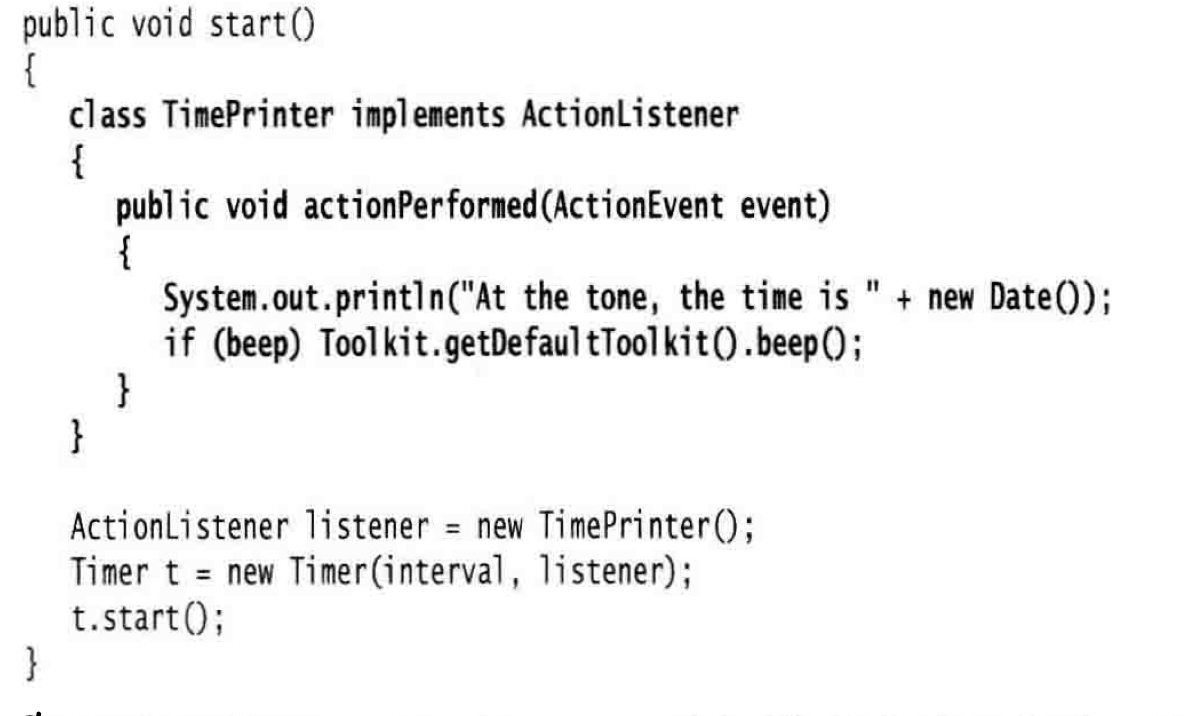 public void start()
{
class TimePrinter implements ActionListener
{
public void actionPerformed(ActionEvent event)
{
System.out.println("At the tone, the time is " + new Date());
if (beep) Toolkit.getDefaultToolkit().beep();
}
}
ActionListener listener = new TimePrinter();
Timer t = new Timer(interval, listener);
t.start();
}